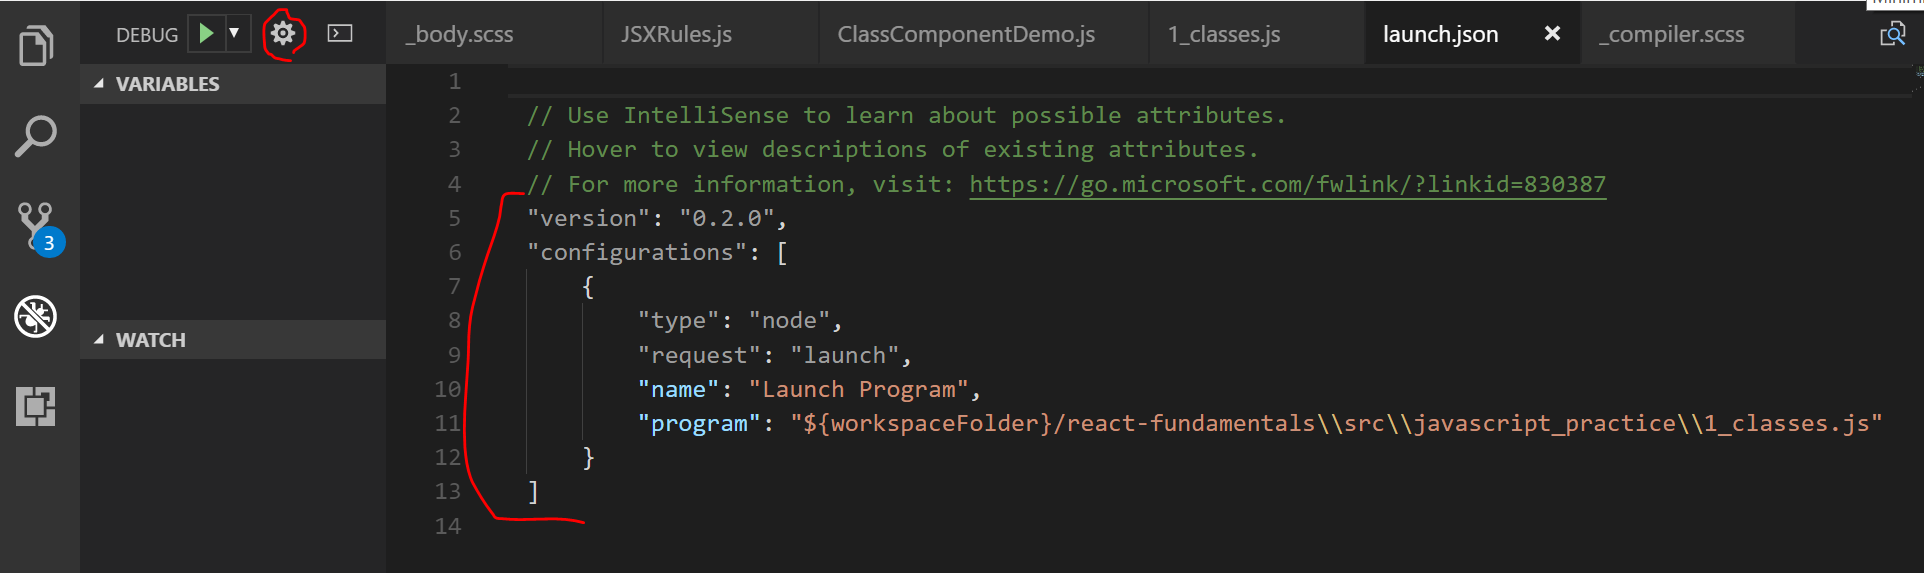 DEBUG
_body.scss JSXRules.js ClassComponentDemo.js 1_classes.js launch.json _compiler.scss
VARIABLES
WATCH
3
1
2 // Use IntelliSense to learn about possible attributes.
3 // Hover to view descriptions of existing attributes.
4 // For more information, visit: https://go.microsoft.com/fwlink/?linkid=830387
5 "version": "0.2.0",
6 "configurations": [
7 {
8 "type": "node",
9 "request": "launch",
10 "name": "Launch Program",
11 "program": "${workspaceFolder}/react-fundamentals\\src\\javascript_practice\\1_classes.js"
12 }
13 ]
14